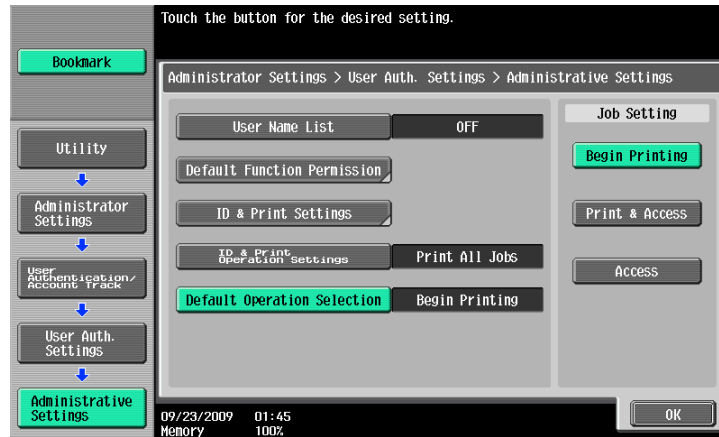 Touch the button for the desired setting.
Bookmark
Administrator Settings > User Auth. Settings > Administrative Settings
Utility
Administrator
Settings
User
Authentication/
Account Track
User Auth.
Settings
Administrative
Settings
User Name List
OFF
Default Function Permission
ID & Print Settings
ID & Print
Operation Settings
Print All Jobs
Default Operation Selection
Begin Printing
Job Setting
Begin Printing
Print & Access
Access
09/23/2009 01:45
Memory 100%
OK